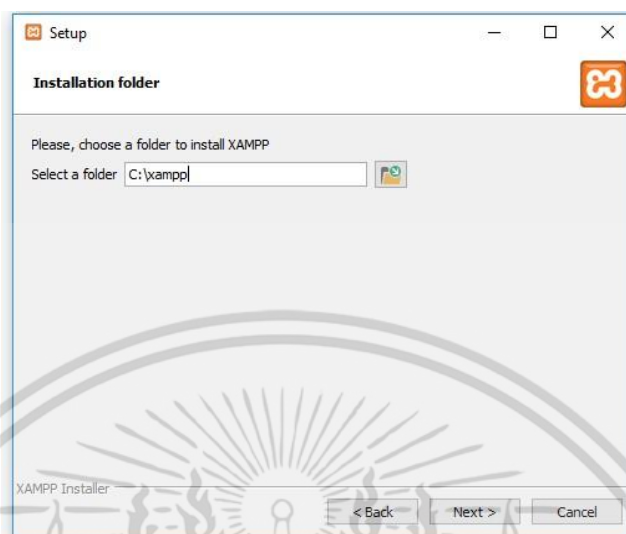 Setup
Installation folder
Please, choose a folder to install XAMPP
Select a folder C:\xampp
XAMPP Installer
< Back Next > Cancel